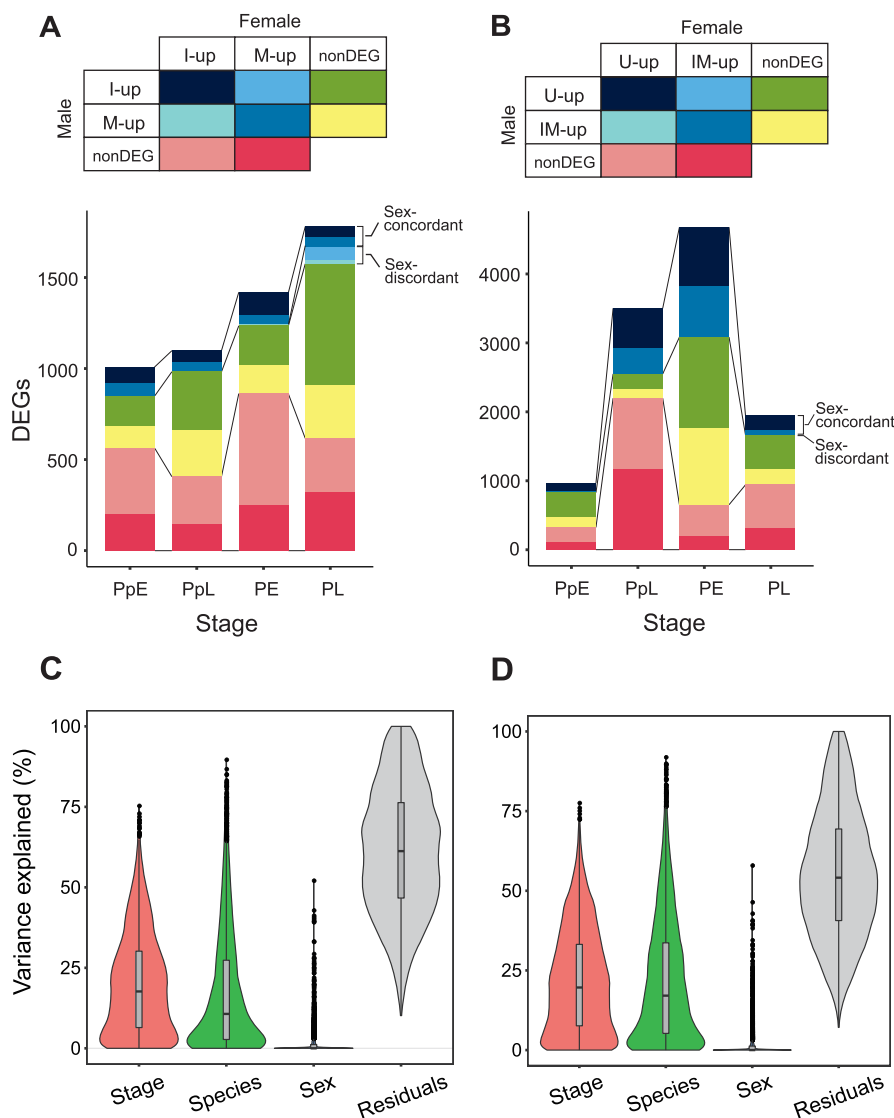 A
Female
I-up M-up nonDEG
Male
I-up
M-up
nonDEG
B
Female
U-up IM-up nonDEG
Male
U-up
IM-up
nonDEG
DEGs
1500
1000
500
0
Sex-
concordant
Sex-
discordant
PpE PpL PE PL
Stage
4000
3000
2000
1000
0
Sex-
concordant
Sex-
discordant
PpE PpL PE PL
Stage
C
Variance explained (%)
100
75
50
25
0
Stage Species Sex Residuals
D
100
75
50
25
0
Stage Species Sex Residuals